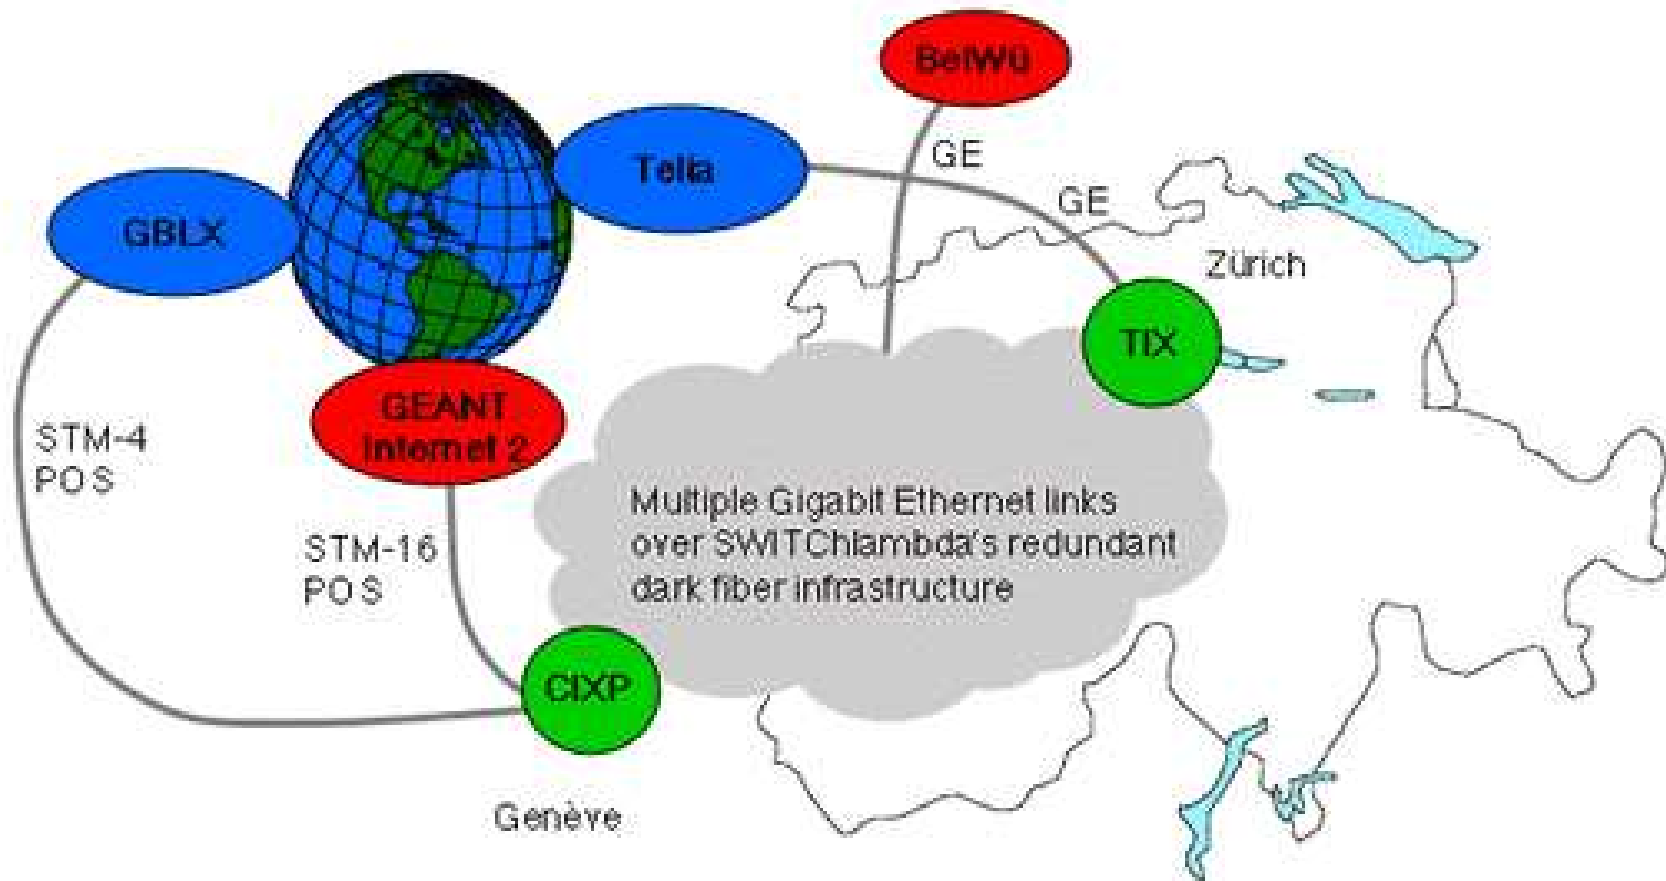 BelWü
GE
Telia
GE
GBLX
Zürich
TIX
GEANT
Internet 2
STM-4
POS
Multiple Gigabit Ethernet links
over SWITCHlambda's redundant
dark fiber infrastructure
STM-16
POS
CIXP
Genève